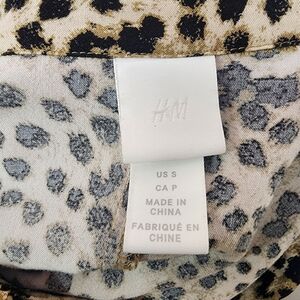 H&M
US S
CA P
MADE IN
CHINA
FABRIQUÉ EN
CHINE